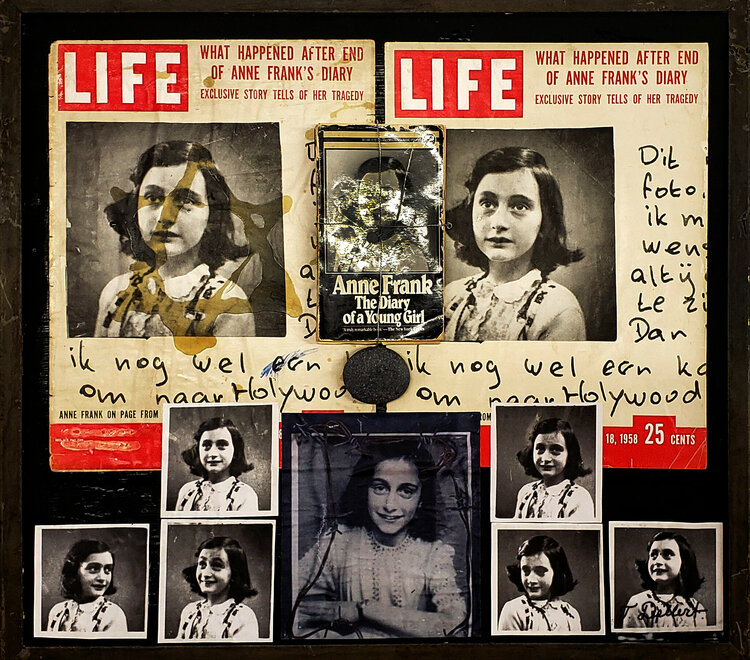 LIFE
WHAT HAPPENED AFTER END
OF ANNE FRANK'S DIARY
EXCLUSIVE STORY TELLS OF HER TRAGEDY
LIFE
WHAT HAPPENED AFTER END
OF ANNE FRANK'S DIARY
EXCLUSIVE STORY TELLS OF HER TRAGEDY
Anne Frank
The Diary
of a Young Girl
Dit
foto.
ik m
wen
altij
te zi
Dan
ik nog wel een k
om naar Holywoo
ik nog wel een ka
om naar Holywood
ANNE FRANK ON PAGE FROM
18, 1958 25 CENTS